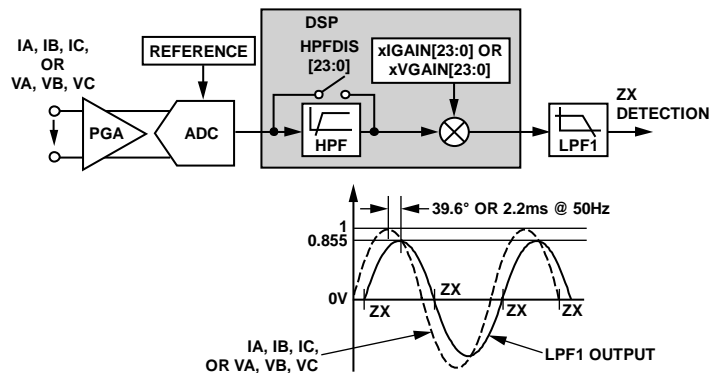 DSP
IA, IB, IC,
OR
VA, VB, VC
REFERENCE
HPFDIS
[23:0]
xIGAIN[23:0] OR
xVGAIN[23:0]
ZX
DETECTION
PGA
ADC
HPF
LPF1
39.6° OR 2.2ms @ 50Hz
1
0.855
0V
ZX
ZX
ZX
ZX
IA, IB, IC,
OR VA, VB, VC
LPF1 OUTPUT